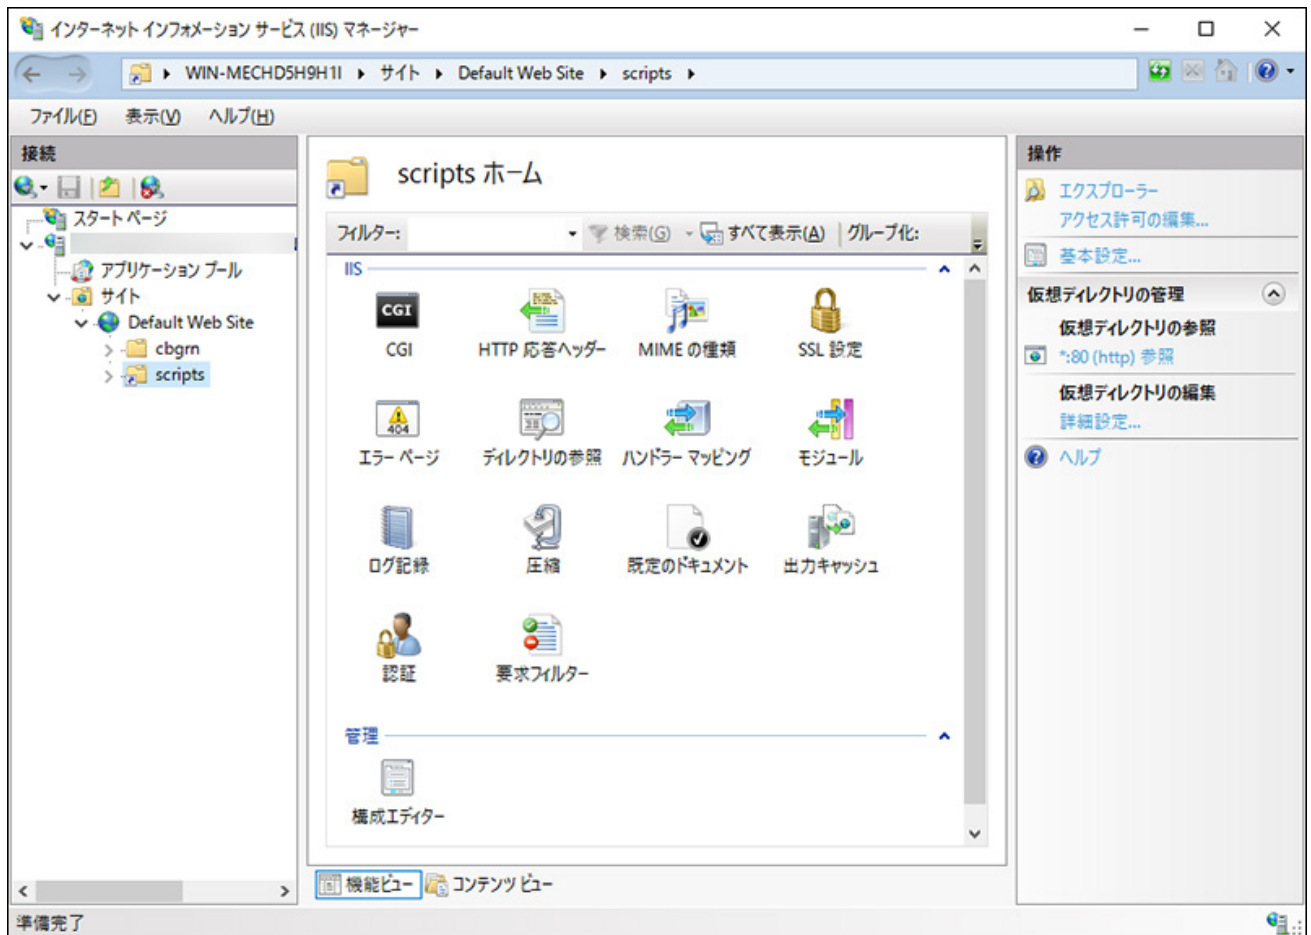 インターネット インフォメーション サービス (IIS) マネージャー
WIN-MECHD5H9H1I ▸ サイト ▸ Default Web Site ▸ scripts ▸
ファイル(F) 表示(V) ヘルプ(H)
接続
スタート ページ
アプリケーション プール
サイト
Default Web Site
cbgrn
scripts
scripts ホーム
フィルター: 検索(G) すべて表示(A) グループ化:
IIS
CGI
CGI HTTP 応答ヘッダー MIME の種類 SSL 設定
404
エラー ページ ディレクトリの参照 ハンドラー マッピング モジュール
ログ記録 圧縮 既定のドキュメント 出力キャッシュ
認証 要求フィルター
管理
構成エディター
機能ビュー コンテンツ ビュー
操作
エクスプローラー
アクセス許可の編集...
基本設定...
仮想ディレクトリの管理
仮想ディレクトリの参照
*:80 (http) 参照
仮想ディレクトリの編集
詳細設定...
ヘルプ
準備完了